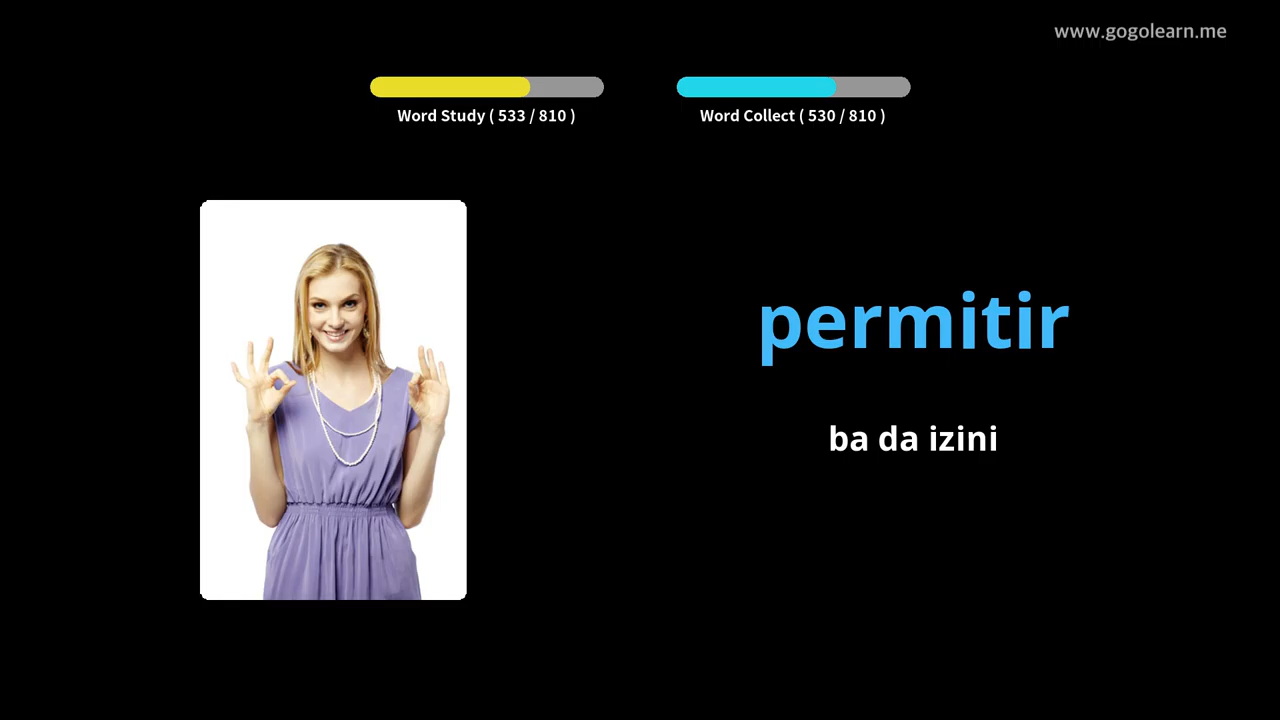 www.gogolearn.me
Word Study ( 533 / 810 )
Word Collect ( 530 / 810 )
permitir
ba da izini